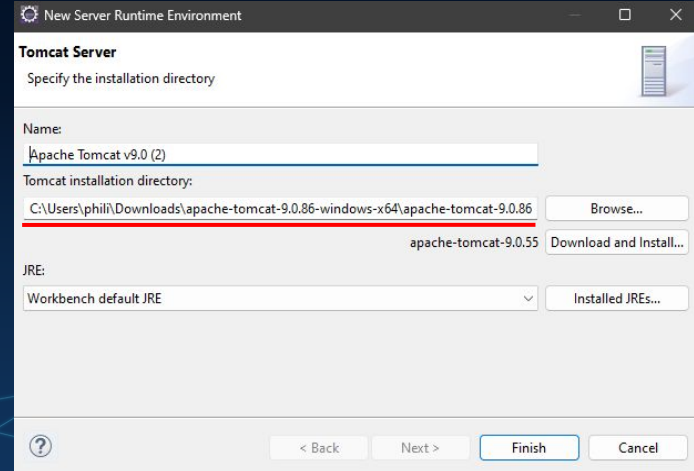 New Server Runtime Environment
Tomcat Server
Specify the installation directory
Name:
Apache Tomcat v9.0 (2)
Tomcat installation directory:
C:\Users\phili\Downloads\apache-tomcat-9.0.86-windows-x64\apache-tomcat-9.0.86
Browse...
apache-tomcat-9.0.55
Download and Install...
JRE:
Workbench default JRE
Installed JREs...
?
< Back
Next >
Finish
Cancel